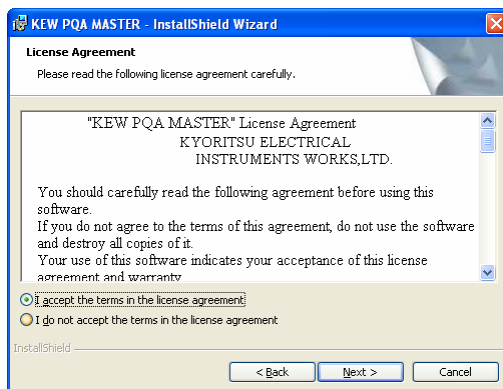 KEW PQA MASTER - InstallShield Wizard
License Agreement
Please read the following license agreement carefully.
"KEW PQA MASTER" License Agreement
KYORITSU ELECTRICAL
INSTRUMENTS WORKS,LTD.
You should carefully read the following agreement before using this
software.
If you do not agree to the terms of this agreement, do not use the software
and destroy all copies of it.
Your use of this software indicates your acceptance of this license
agreement and warranty
I accept the terms in the license agreement
I do not accept the terms in the license agreement
InstallShield
< Back Next > Cancel